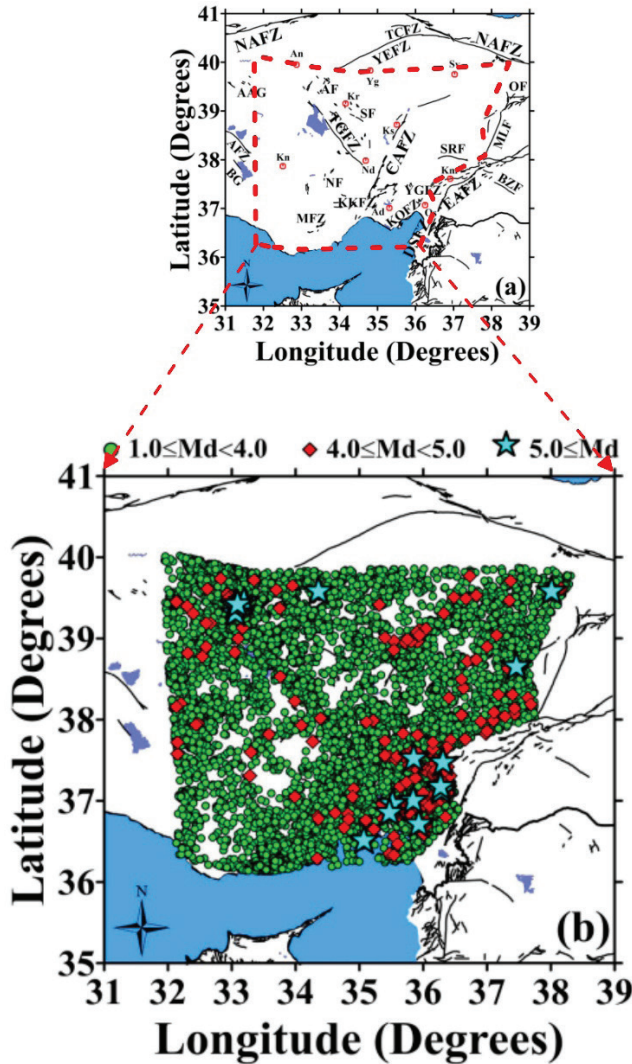 41
NAFZ
TCFZ
NAFZ
40
An
YEFZ
Sv
Yg
AAG
AF
Kr
SF
OF
39
TGFZ
Ks
MLF
38
AFZ
Kn
Nd
CAFZ
SRF
BG
NF
Km
BZF
37
MFZ
KKFZ
Ad
YGFZ
KOFZ
EAFZ
DSFZ
36
N
(a)
35
31 32 33 34 35 36 37 38 39
Latitude (Degrees)
Longitude (Degrees)
1.0≤Md<4.0 4.0≤Md<5.0 5.0≤Md
41
40
39
38
37
36
N
(b)
35
31 32 33 34 35 36 37 38 39
Latitude (Degrees)
Longitude (Degrees)